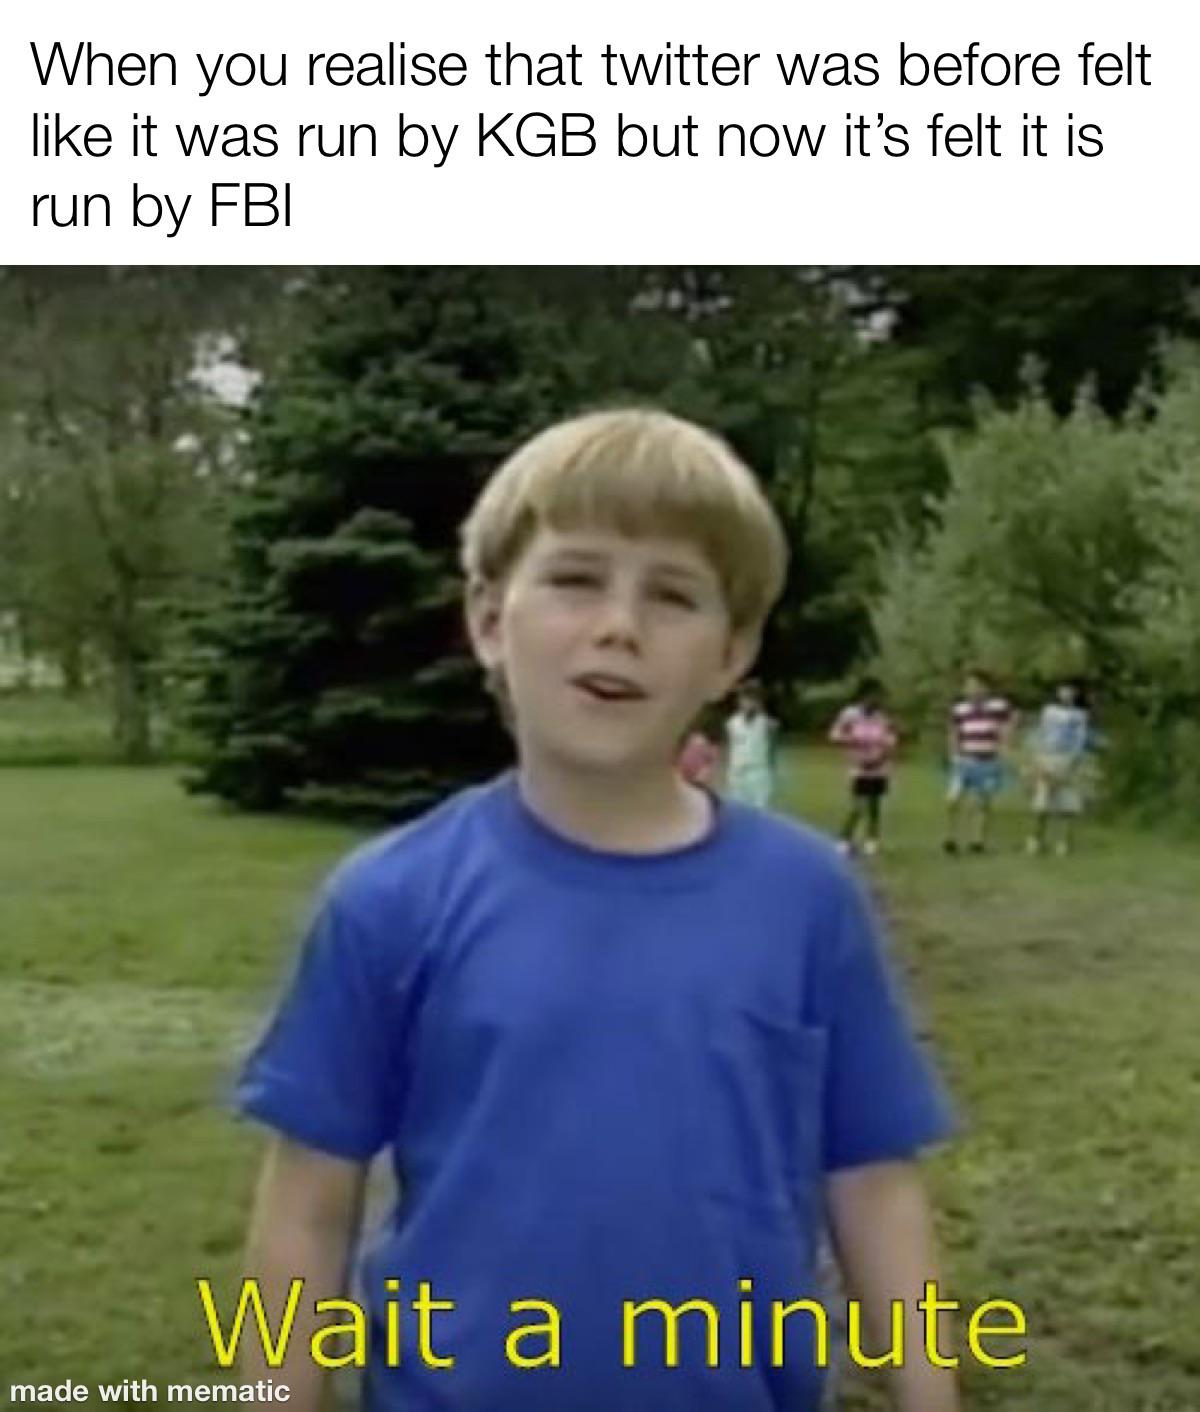 When you realise that twitter was before felt
like it was run by KGB but now it’s felt it is
run by FBI
Wait a minute
made with mematic